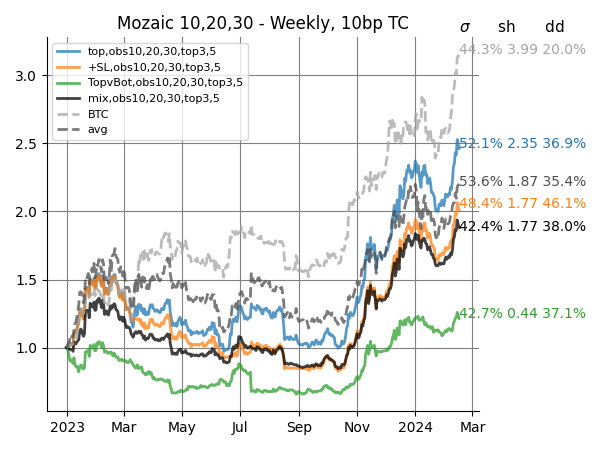 Mozaic 10,20,30 - Weekly, 10bp TC
σ sh dd
top,obs10,20,30,top3,5
+SL,obs10,20,30,top3,5
TopvBot,obs10,20,30,top3,5
mix,obs10,20,30,top3,5
BTC
avg
44.3% 3.99 20.0%
52.1% 2.35 36.9%
53.6% 1.87 35.4%
48.4% 1.77 46.1%
42.4% 1.77 38.0%
42.7% 0.44 37.1%
3.0
2.5
2.0
1.5
1.0
2023 Mar May Jul Sep Nov 2024 Mar